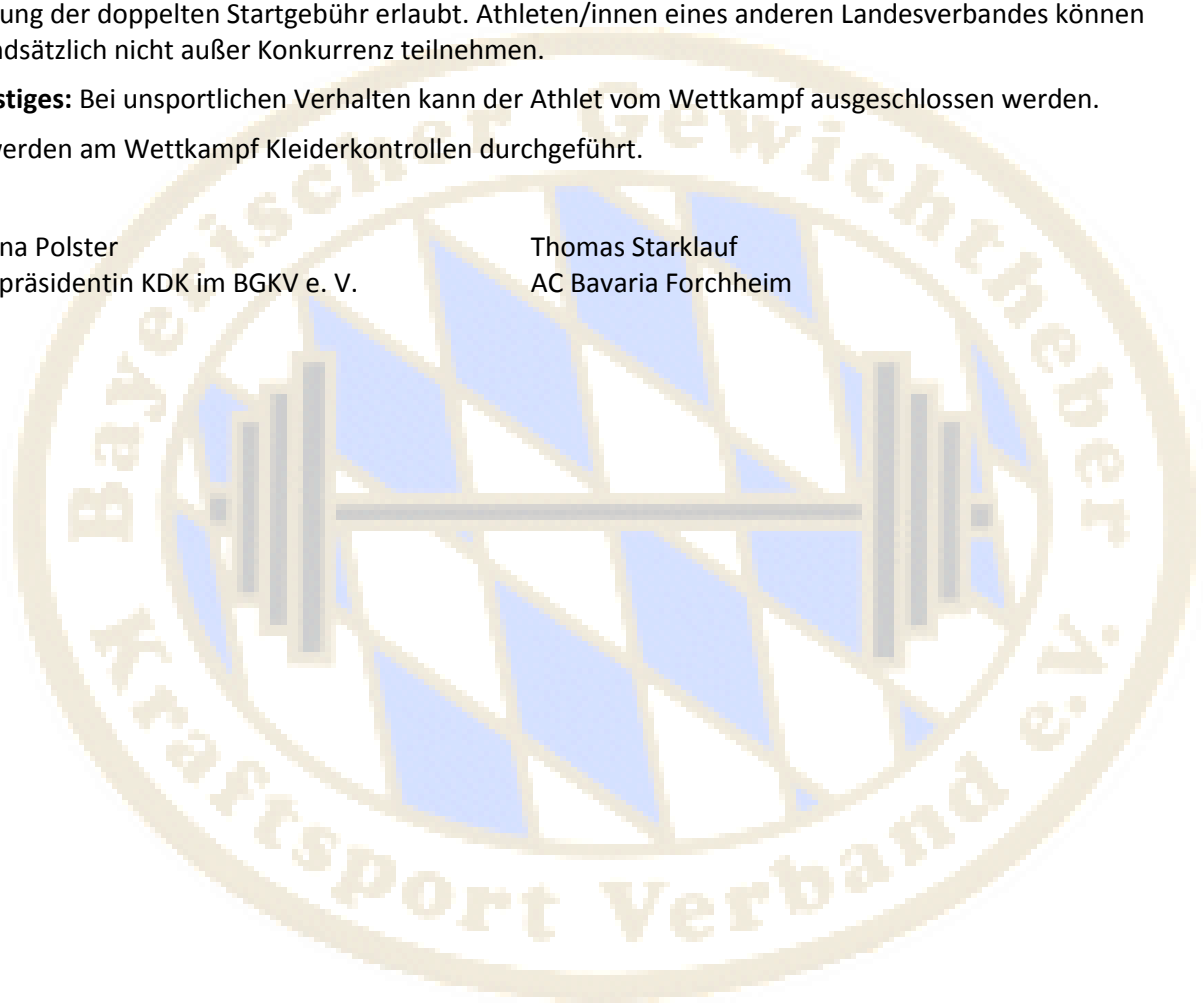 ung der doppelten Startgebühr erlaubt. Athleten/innen eines anderen Landesverbandes können
ndsätzlich nicht außer Konkurrenz teilnehmen.
stiges: Bei unsportlichen Verhalten kann der Athlet vom Wettkampf ausgeschlossen werden.
werden am Wettkampf Kleiderkontrollen durchgeführt.
na Polster
Thomas Starklauf
präsidentin KDK im BGKV e. V.
AC Bavaria Forchheim
Bayerischer Gewichtheber
Kraftsport Verband e.V.